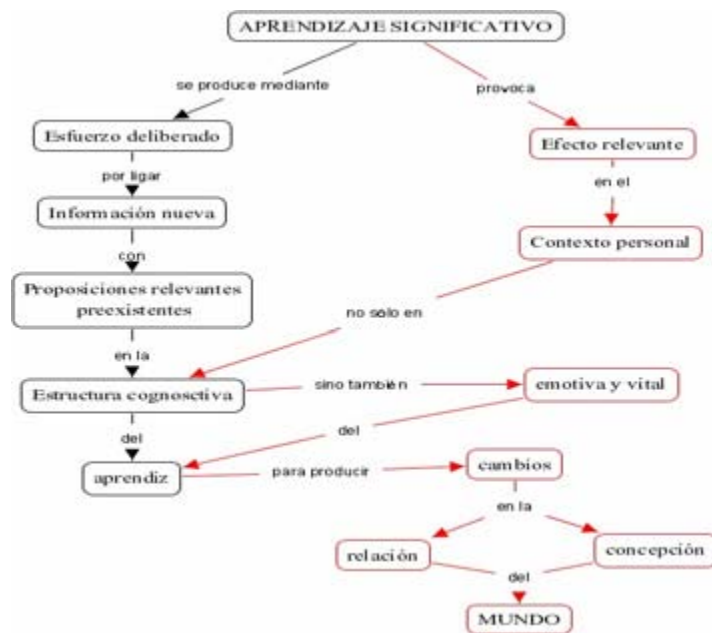 APRENDIZAJE SIGNIFICATIVO
se produce mediante
provoca
Esfuerzo deliberado
Efecto relevante
por ligar
en el
Información nueva
Contexto personal
con
Proposiciones relevantes
preexistentes
no sólo en
en la
Estructura cognosctiva
sino también
emotiva y vital
del
del
aprendiz
para producir
cambios
en la
relación
concepción
del
MUNDO